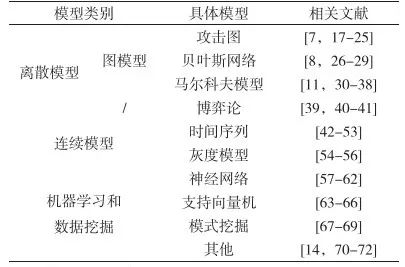 模型类别 具体模型 相关文献
攻击图 [7, 17-25]
图模型 贝叶斯网络 [8, 26-29]
离散模型
马尔科夫模型 [11, 30-38]
/ 博弈论 [39, 40-41]
时间序列 [42-53]
连续模型
灰度模型 [54-56]
神经网络 [57-62]
机器学习和 支持向量机 [63-66]
数据挖掘 模式挖掘 [67-69]
其他 [14, 70-72]